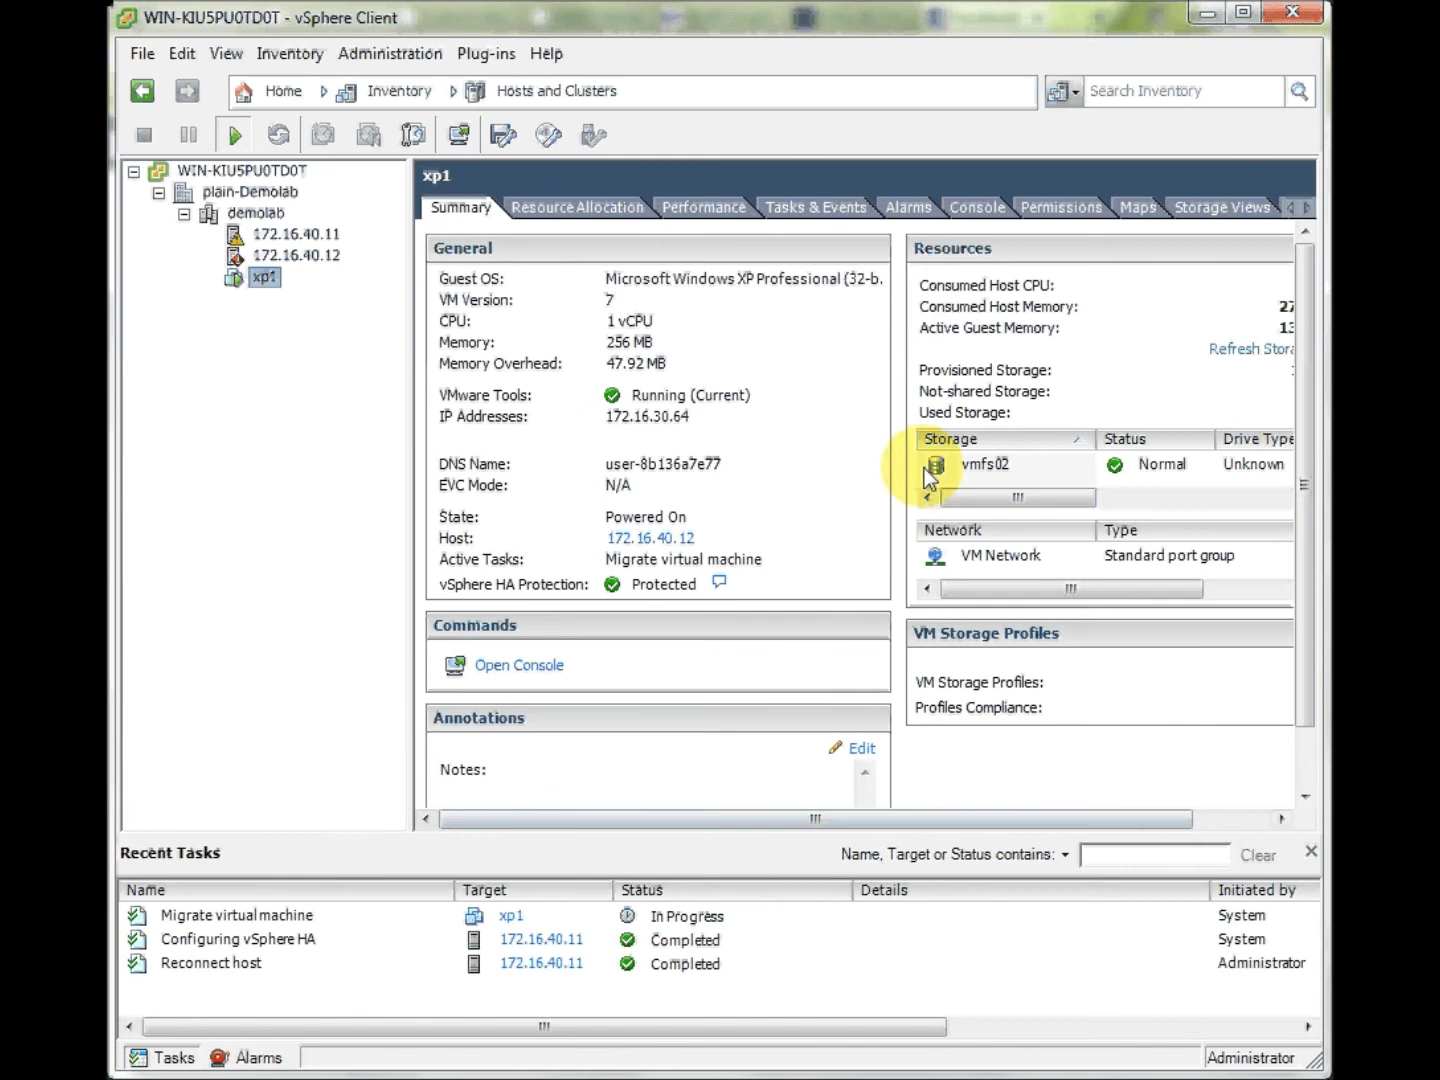 WIN-KIU5PU0TD0T - vSphere Client
File Edit View Inventory Administration Plug-ins Help
Home Inventory Hosts and Clusters Search Inventory
WIN-KIU5PU0TD0T
plain-Demolab
demolab
172.16.40.11
172.16.40.12
xp1
xp1
Summary Resource Allocation Performance Tasks & Events Alarms Console Permissions Maps Storage Views
General
Guest OS: Microsoft Windows XP Professional (32-b.
VM Version: 7
CPU: 1 vCPU
Memory: 256 MB
Memory Overhead: 47.92 MB
VMware Tools: Running (Current)
IP Addresses: 172.16.30.64
DNS Name: user-8b136a7e77
EVC Mode: N/A
State: Powered On
Host: 172.16.40.12
Active Tasks: Migrate virtual machine
vSphere HA Protection: Protected
Commands
Open Console
Annotations
Edit
Notes:
Resources
Consumed Host CPU:
Consumed Host Memory: 27
Active Guest Memory: 13
Refresh Stora
Provisioned Storage:
Not-shared Storage:
Used Storage:
Storage Status Drive Type
vmfs02 Normal Unknown
Network Type
VM Network Standard port group
VM Storage Profiles
VM Storage Profiles:
Profiles Compliance:
Recent Tasks
Name, Target or Status contains: Clear
Name Target Status Details Initiated by
Migrate virtual machine xp1 In Progress System
Configuring vSphere HA 172.16.40.11 Completed System
Reconnect host 172.16.40.11 Completed Administrator
Tasks Alarms Administrator